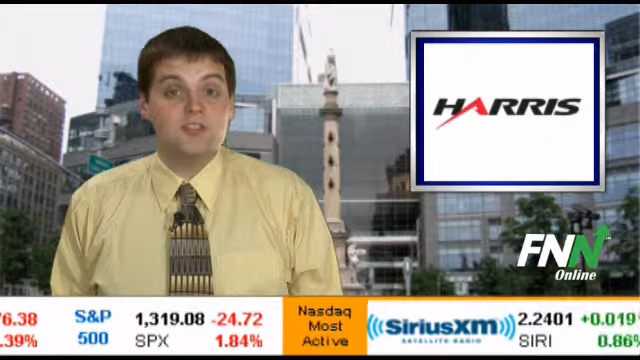 HARRIS
FNN
Online
76.38
.39%
S&P
500
1,319.08 -24.72
SPX 1.84%
Nasdaq
Most
Active
SiriusXM
SATELLITE RADIO
2.2401 +0.019
SIRI 0.86%